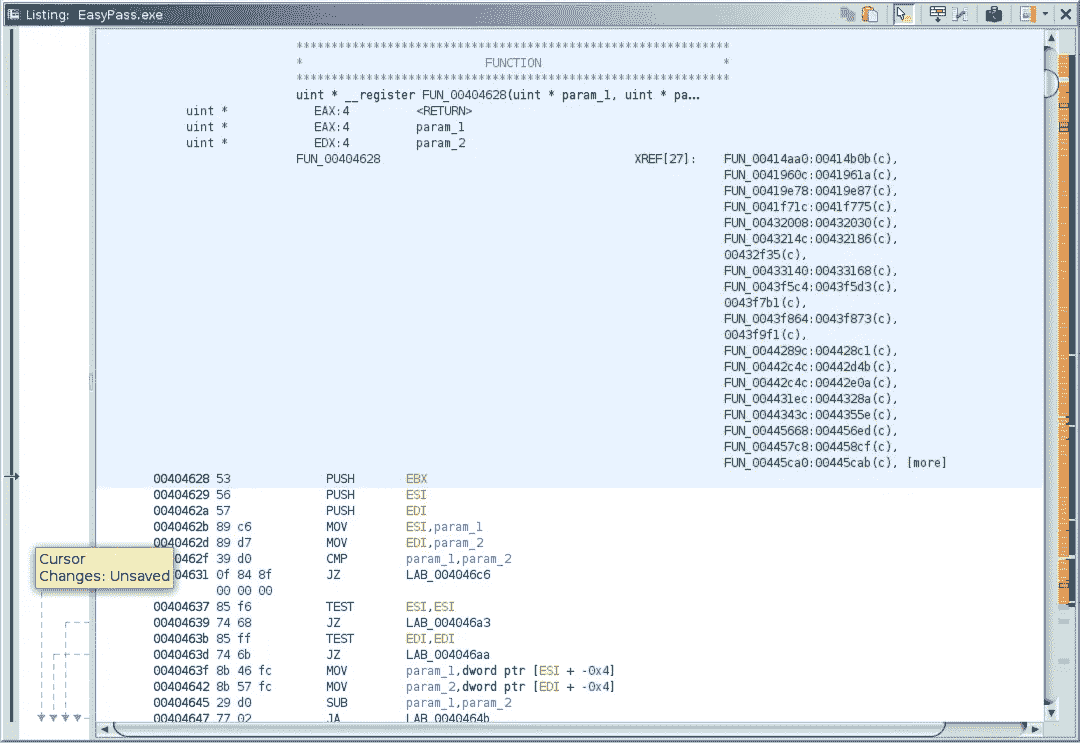 Listing: EasyPass.exe
************************************************************
* FUNCTION *
************************************************************
uint * __register FUN_00404628(uint * param_1, uint * pa...
uint * EAX:4 <RETURN>
uint * EAX:4 param_1
uint * EDX:4 param_2
FUN_00404628 XREF[27]: FUN_00414aa0:00414b0b(c),
FUN_0041960c:0041961a(c),
FUN_00419e78:00419e87(c),
FUN_0041f71c:0041f775(c),
FUN_00432008:00432030(c),
FUN_0043214c:00432186(c),
00432f35(c),
FUN_00433140:00433168(c),
FUN_0043f5c4:0043f5d3(c),
0043f7b1(c),
FUN_0043f864:0043f873(c),
0043f9f1(c),
FUN_0044289c:004428c1(c),
FUN_00442c4c:00442d4b(c),
FUN_00442c4c:00442e0a(c),
FUN_004431ec:0044328a(c),
FUN_0044343c:0044355e(c),
FUN_00445668:004456ed(c),
FUN_004457c8:004458cf(c),
FUN_00445ca0:00445cab(c), [more]
00404628 53 PUSH EBX
00404629 56 PUSH ESI
0040462a 57 PUSH EDI
0040462b 89 c6 MOV ESI,param_1
0040462d 89 d7 MOV EDI,param_2
0040462f 39 d0 CMP param_1,param_2
00404631 0f 84 8f JZ LAB_004046c6
00 00 00
Cursor
Changes: Unsaved
00404637 85 f6 TEST ESI,ESI
00404639 74 68 JZ LAB_004046a3
0040463b 85 ff TEST EDI,EDI
0040463d 74 6b JZ LAB_004046aa
0040463f 8b 46 fc MOV param_1,dword ptr [ESI + -0x4]
00404642 8b 57 fc MOV param_2,dword ptr [EDI + -0x4]
00404645 29 d0 SUB param_1,param_2
00404647 77 02 JA LAB_0040464b